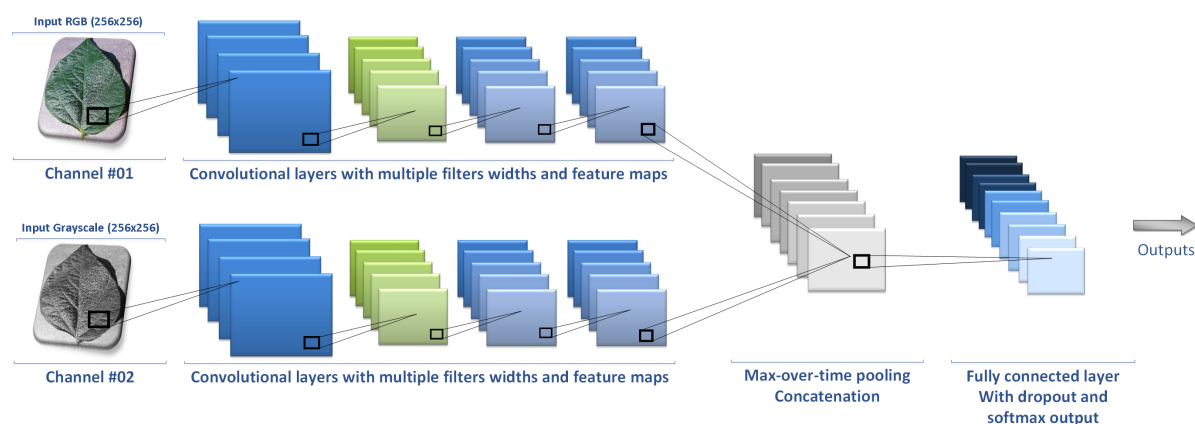 Input RGB (256x256)
Channel #01
Convolutional layers with multiple filters widths and feature maps
Input Grayscale (256x256)
Channel #02
Convolutional layers with multiple filters widths and feature maps
Max-over-time pooling
Concatenation
Fully connected layer
With dropout and
softmax output
Outputs